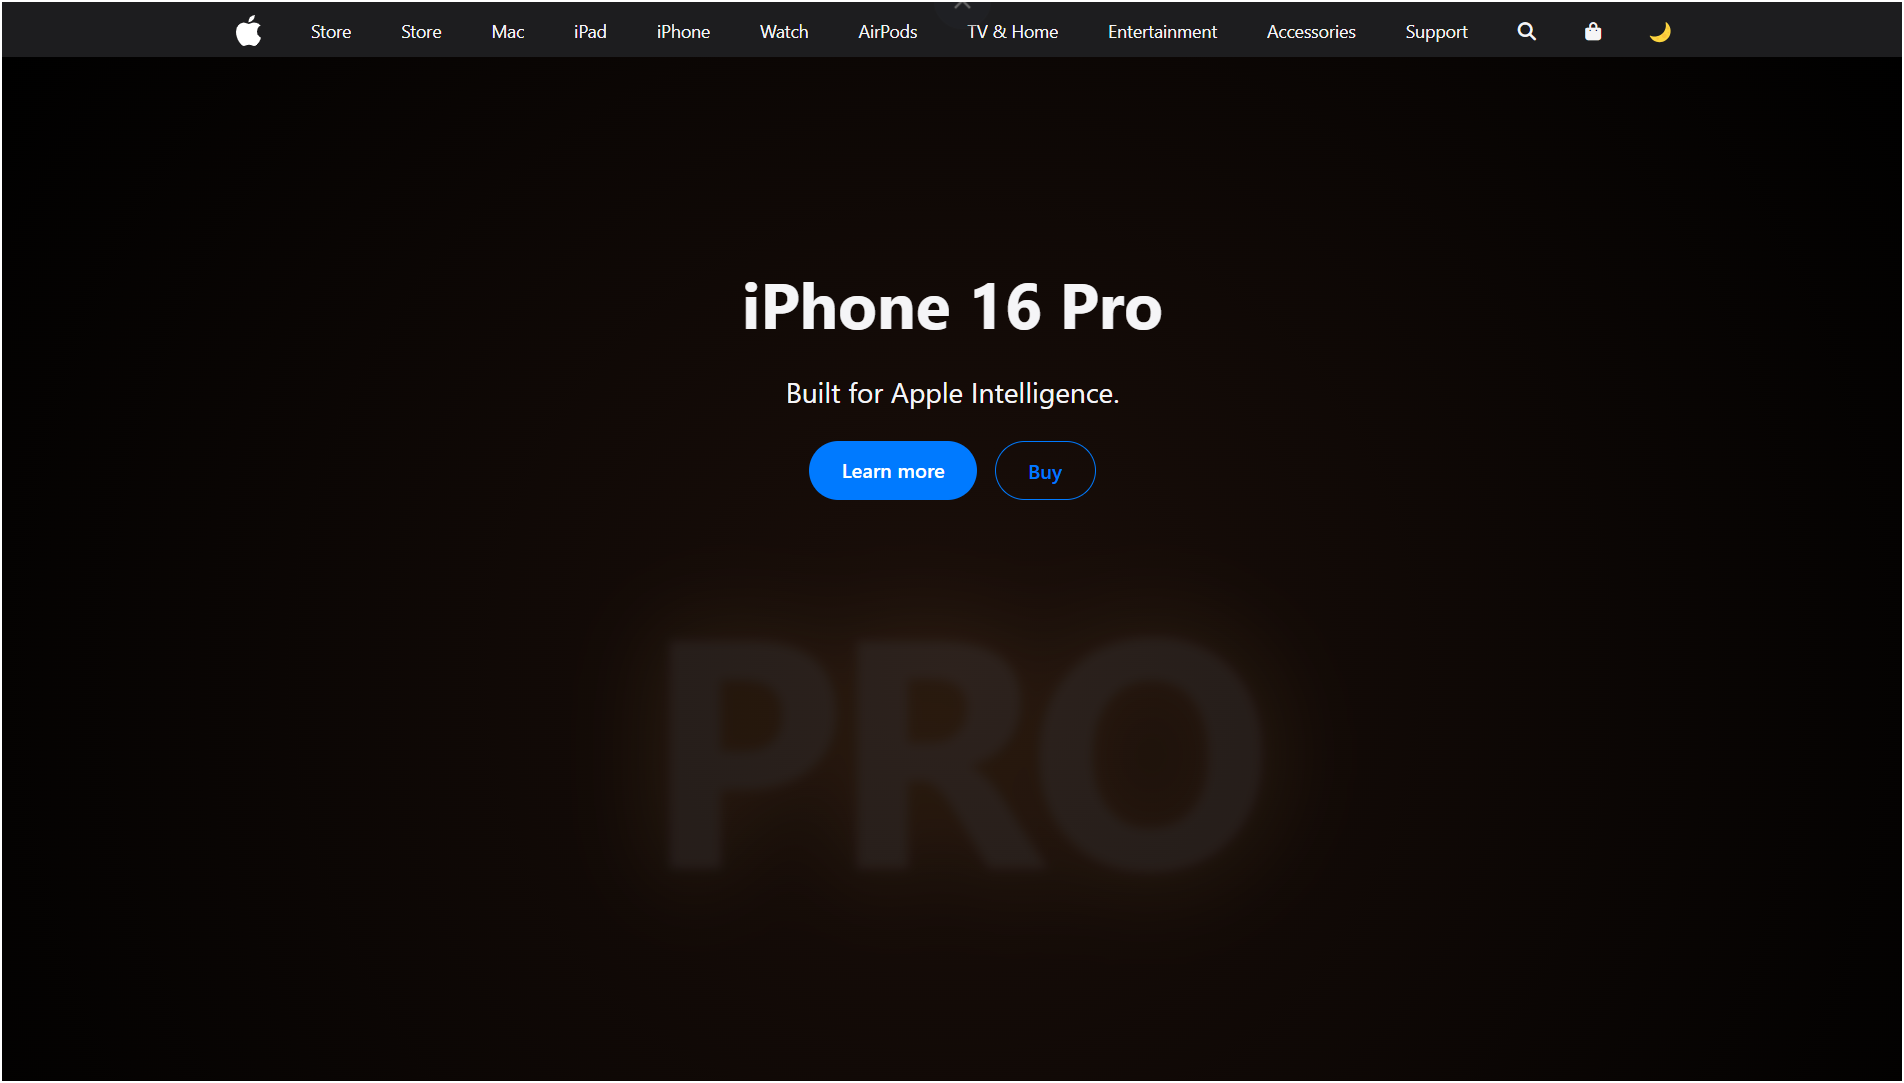 Store Store Mac iPad iPhone Watch AirPods TV & Home Entertainment Accessories Support
iPhone 16 Pro
Built for Apple Intelligence.
Learn more Buy
PRO